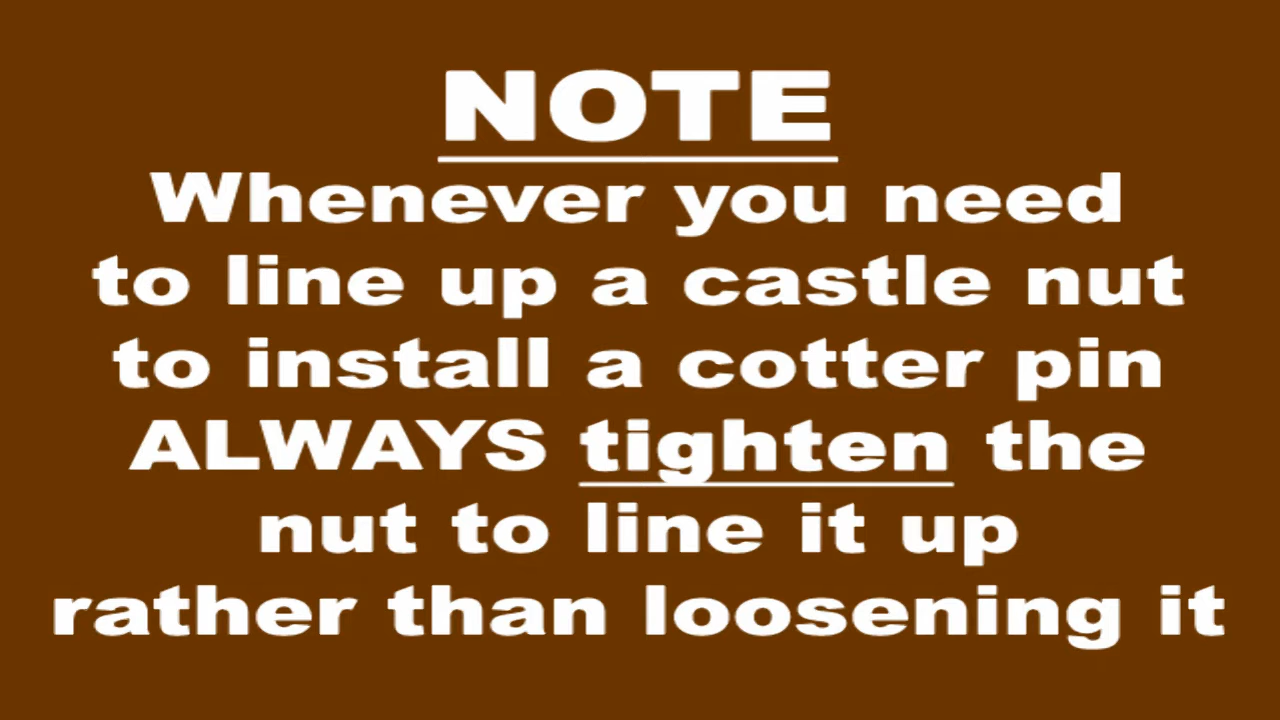 NOTE
Whenever you need
to line up a castle nut
to install a cotter pin
ALWAYS tighten the
nut to line it up
rather than loosening it